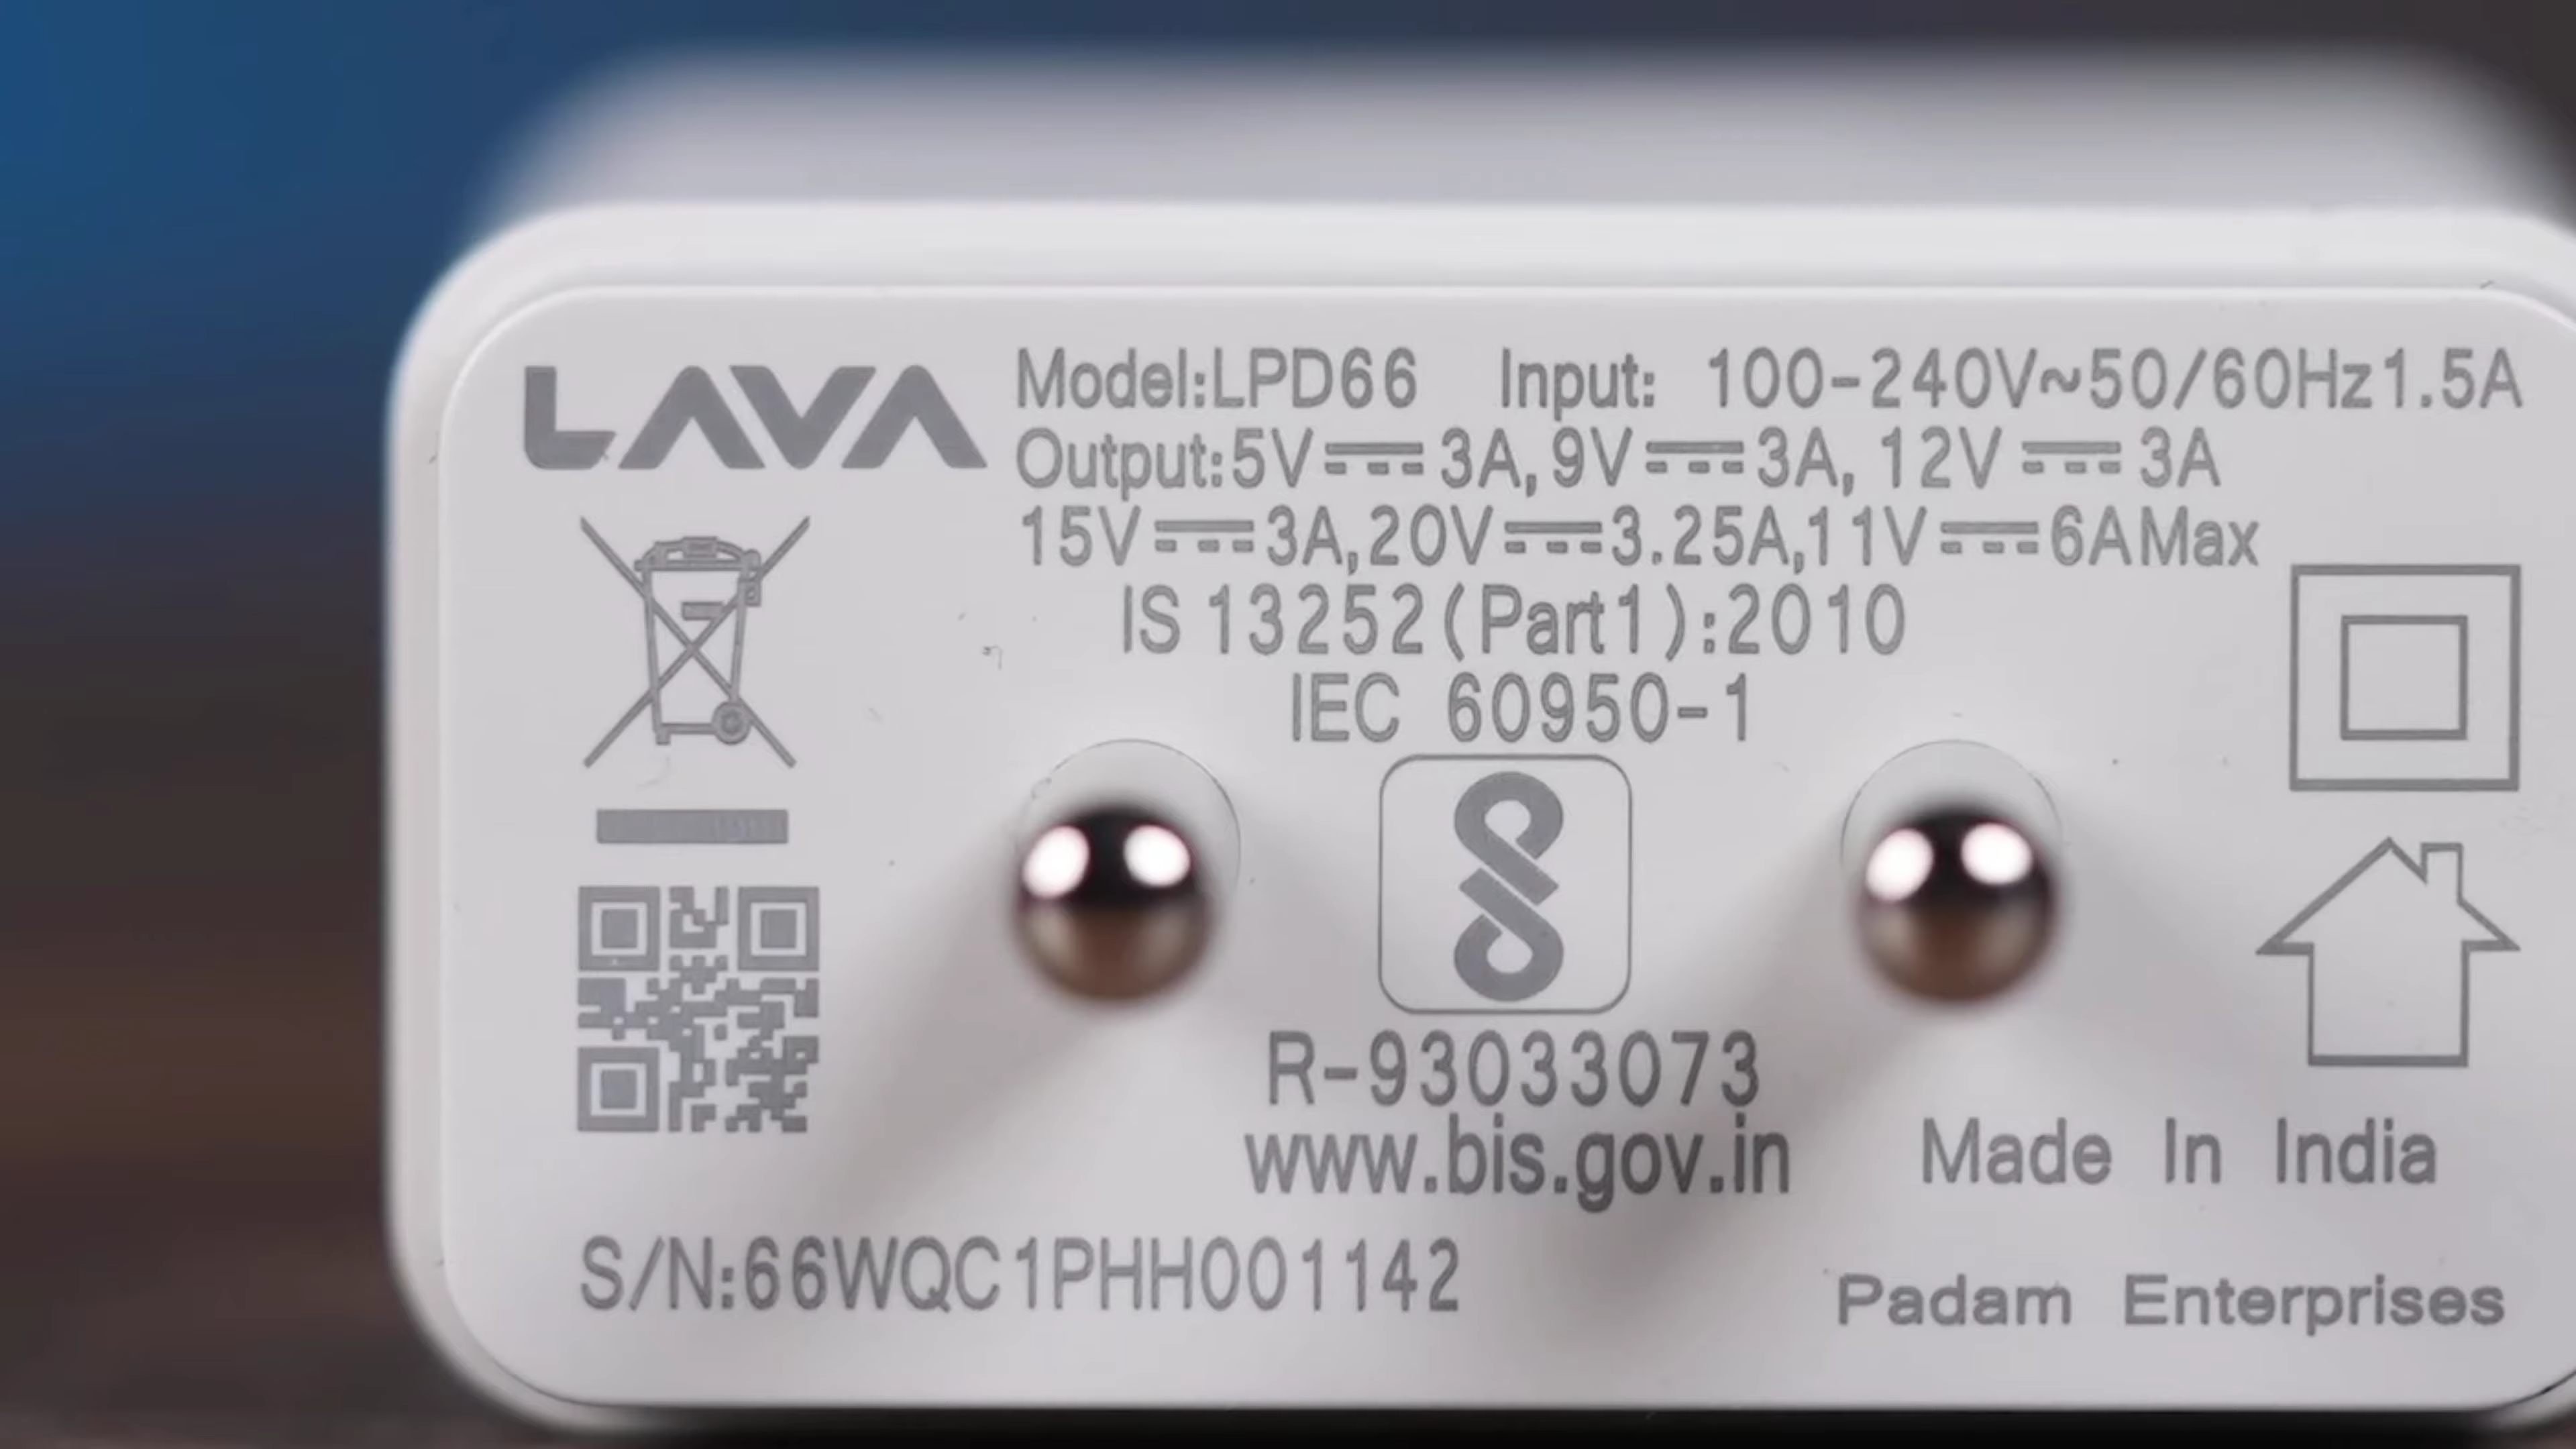 LAVA
Model:LPD66 Input: 100-240V~50/60Hz1.5A
Output:5V⎓3A,9V⎓3A, 12V⎓3A
15V⎓3A,20V⎓3.25A,11V⎓6AMax
IS 13252(Part1):2010
IEC 60950-1
R-93033073
www.bis.gov.in
Made In India
S/N:66WQC1PHH001142
Padam Enterprises